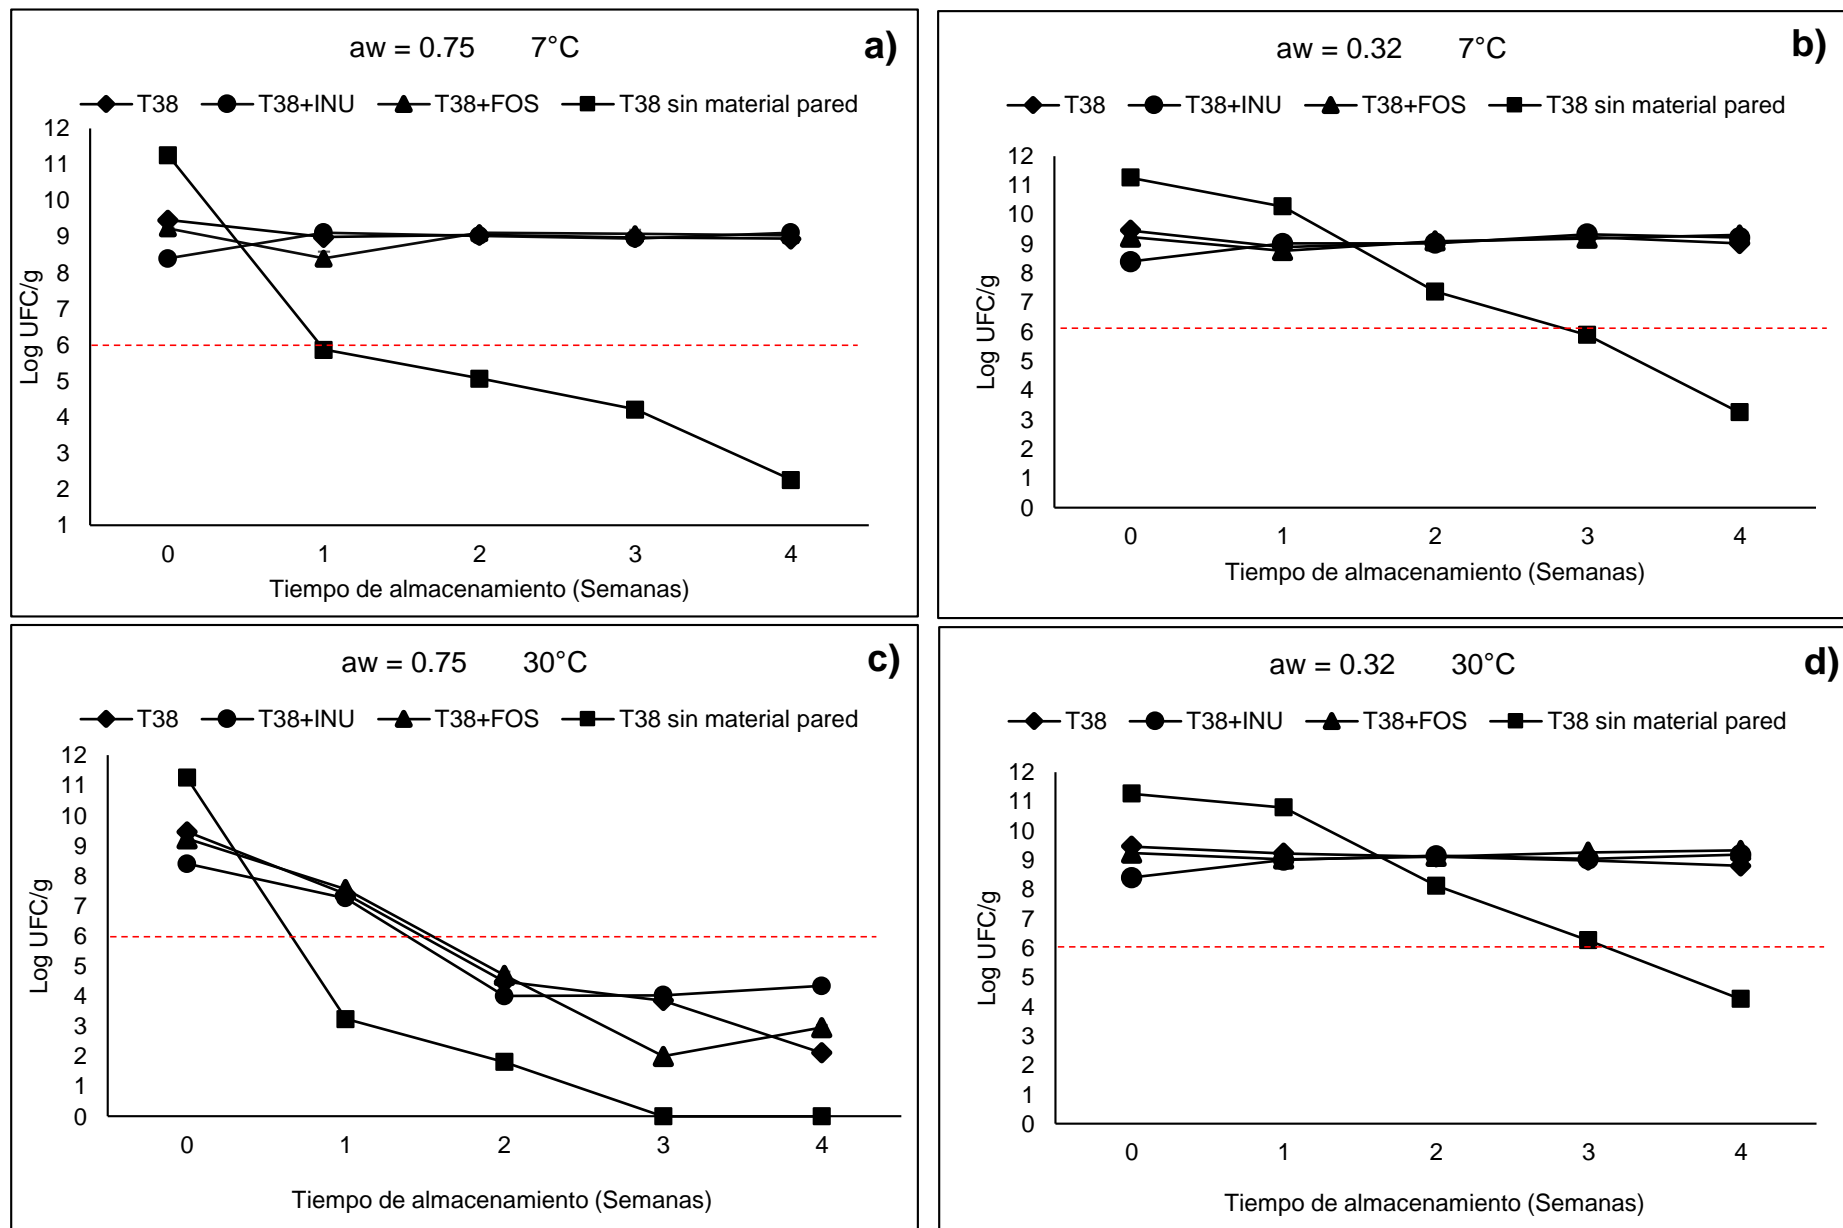 aw = 0.75 7°C a)
T38 T38+INU T38+FOS T38 sin material pared
12
11
10
9
8
7
6
5
4
3
2
1
Log UFC/g
0 1 2 3 4
Tiempo de almacenamiento (Semanas)
aw = 0.32 7°C b)
T38 T38+INU T38+FOS T38 sin material pared
12
11
10
9
8
7
6
5
4
3
2
1
0
Log UFC/g
0 1 2 3 4
Tiempo de almacenamiento (Semanas)
aw = 0.75 30°C c)
T38 T38+INU T38+FOS T38 sin material pared
12
11
10
9
8
7
6
5
4
3
2
1
0
Log UFC/g
0 1 2 3 4
Tiempo de almacenamiento (Semanas)
aw = 0.32 30°C d)
T38 T38+INU T38+FOS T38 sin material pared
12
11
10
9
8
7
6
5
4
3
2
1
0
Log UFC/g
0 1 2 3 4
Tiempo de almacenamiento (Semanas)